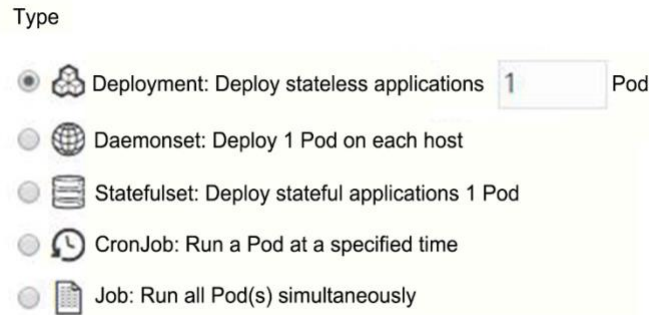 Type
Deployment: Deploy stateless applications 1 Pod
Daemonset: Deploy 1 Pod on each host
Statefulset: Deploy stateful applications 1 Pod
CronJob: Run a Pod at a specified time
Job: Run all Pod(s) simultaneously